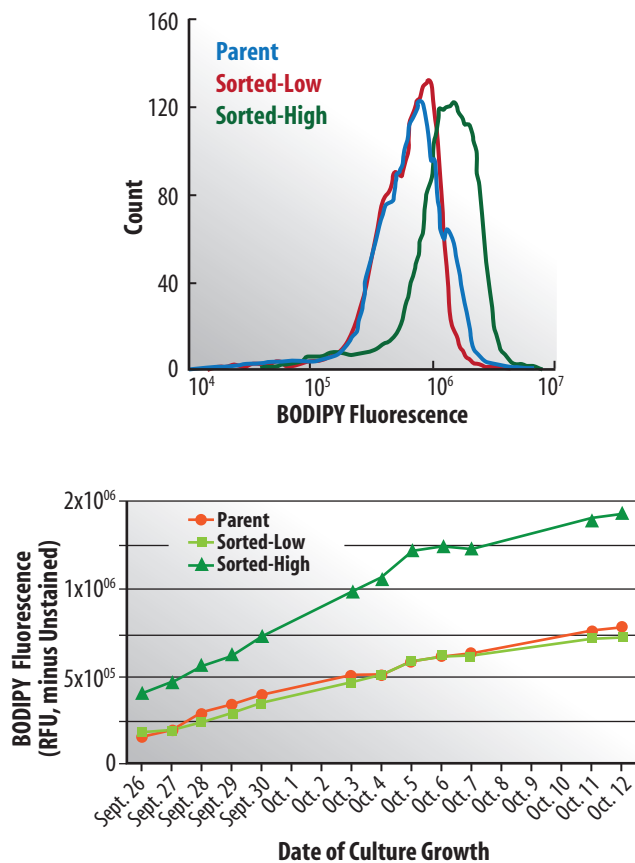 160
Parent
Sorted-Low
Sorted-High
120
80
40
0
Count
10⁴ 10⁵ 10⁶ 10⁷
BODIPY Fluorescence
2x10⁰⁶
1x10⁰⁶
5x10⁰⁵
0
Parent
Sorted-Low
Sorted-High
BODIPY Fluorescence
(RFU, minus Unstained)
Sept. 26 Sept. 27 Sept. 28 Sept. 29 Sept. 30 Oct. 1 Oct. 2 Oct. 3 Oct. 4 Oct. 5 Oct. 6 Oct. 7 Oct. 8 Oct. 9 Oct. 10 Oct. 11 Oct. 12
Date of Culture Growth